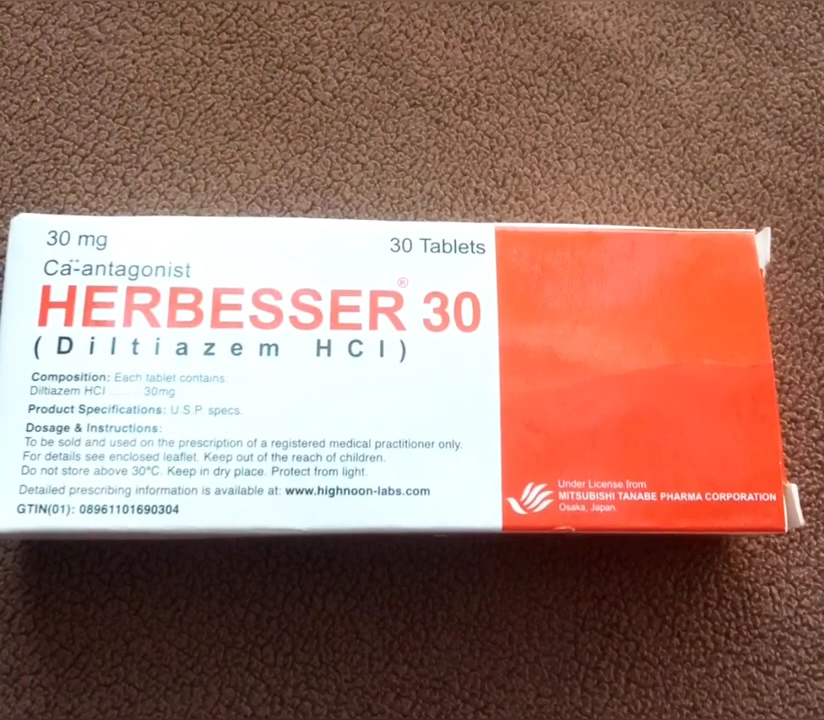 30 mg
30 Tablets
Ca⁺⁺-antagonist
HERBESSER® 30
(Diltiazem HCl)
Composition: Each tablet contains
Diltiazem HCl ....... 30mg
Product Specifications: U.S.P. specs.
Dosage & Instructions:
To be sold and used on the prescription of a registered medical practitioner only.
For details see enclosed leaflet. Keep out of the reach of children.
Do not store above 30°C. Keep in dry place. Protect from light.
Detailed prescribing information is available at: www.highnoon-labs.com
GTIN(01): 08961101690304
Under License from
MITSUBISHI TANABE PHARMA CORPORATION
Osaka, Japan.